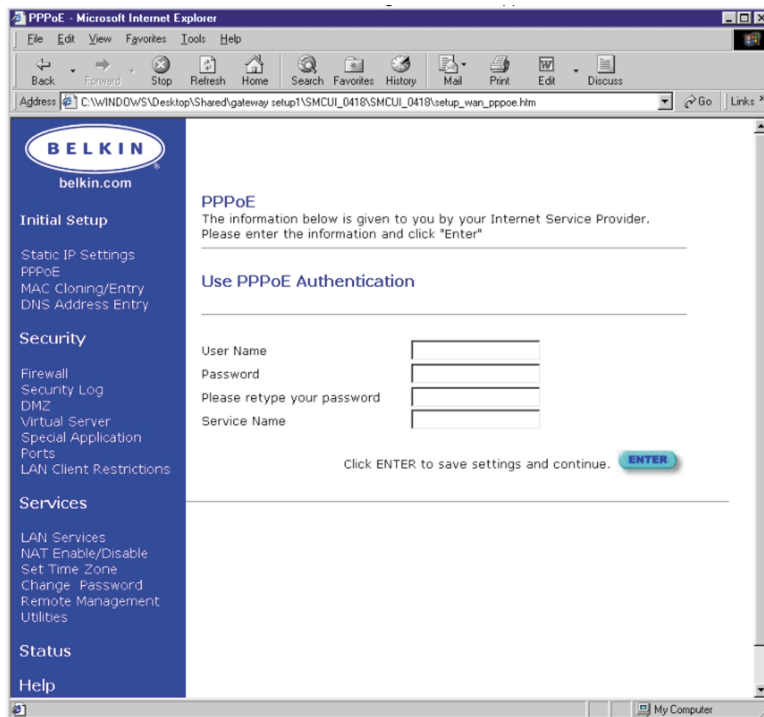 PPPoE - Microsoft Internet Explorer
File Edit View Favorites Tools Help
Back Forward Stop Refresh Home Search Favorites History Mail Print Edit Discuss
Address C:\WINDOWS\Desktop\Shared\gateway setup1\SMCUI_0418\SMCUI_0418\setup_wan_pppoe.htm Go Links »
BELKIN
belkin.com
Initial Setup
Static IP Settings
PPPoE
MAC Cloning/Entry
DNS Address Entry
Security
Firewall
Security Log
DMZ
Virtual Server
Special Application
Ports
LAN Client Restrictions
Services
LAN Services
NAT Enable/Disable
Set Time Zone
Change Password
Remote Management
Utilities
Status
Help
PPPoE
The information below is given to you by your Internet Service Provider.
Please enter the information and click "Enter"
Use PPPoE Authentication
User Name
Password
Please retype your password
Service Name
Click ENTER to save settings and continue. ENTER
My Computer